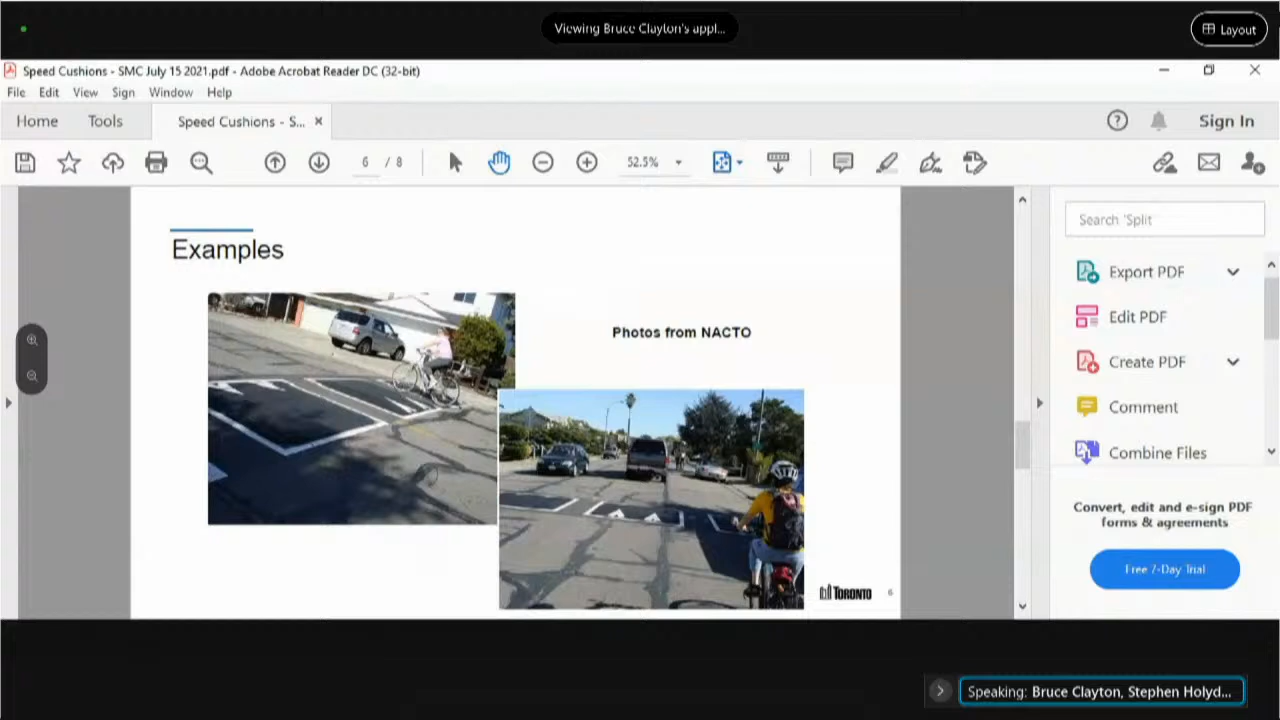 Viewing Bruce Clayton's appl...
Layout
Speed Cushions - SMC July 15 2021.pdf - Adobe Acrobat Reader DC (32-bit)
File Edit View Sign Window Help
Home Tools Speed Cushions - S... × Sign In
6 / 8 52.5%
Search 'Split
Examples
Export PDF
Edit PDF
Photos from NACTO
Create PDF
Comment
Combine Files
Convert, edit and e-sign PDF
forms & agreements
Free 7-Day Trial
TORONTO 6
Speaking: Bruce Clayton, Stephen Holyd...